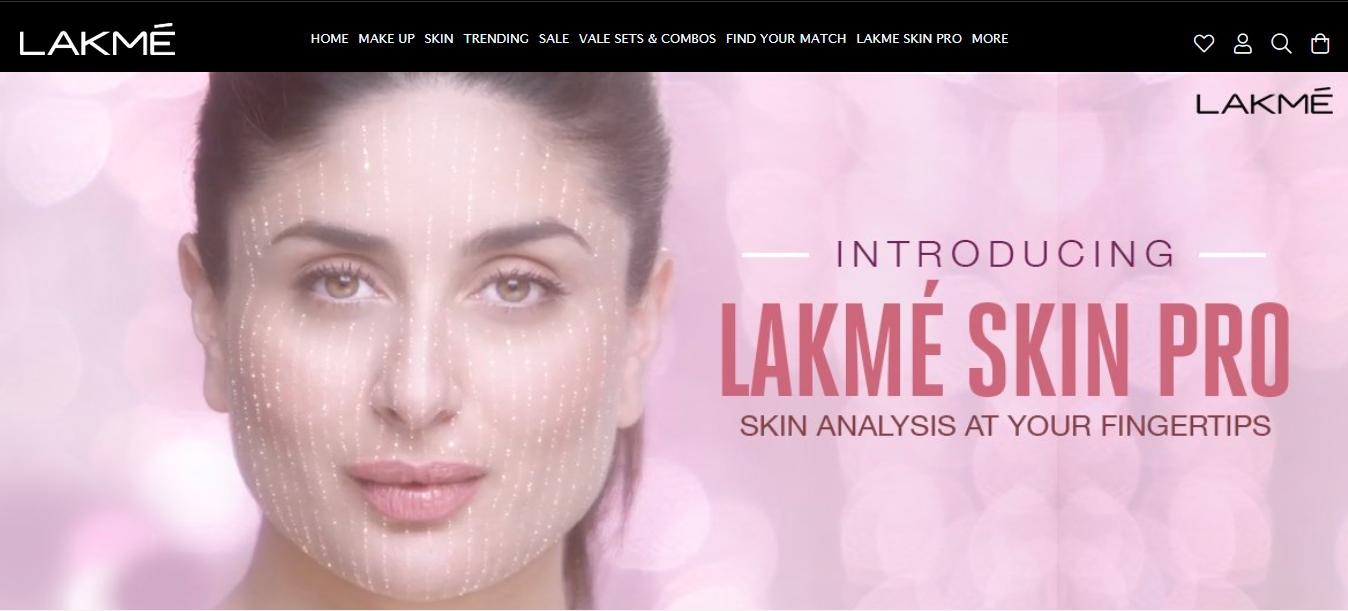 LAKMÉ
HOME MAKE UP SKIN TRENDING SALE VALE SETS & COMBOS FIND YOUR MATCH LAKME SKIN PRO MORE
LAKMÉ
INTRODUCING
LAKMÉ SKIN PRO
SKIN ANALYSIS AT YOUR FINGERTIPS